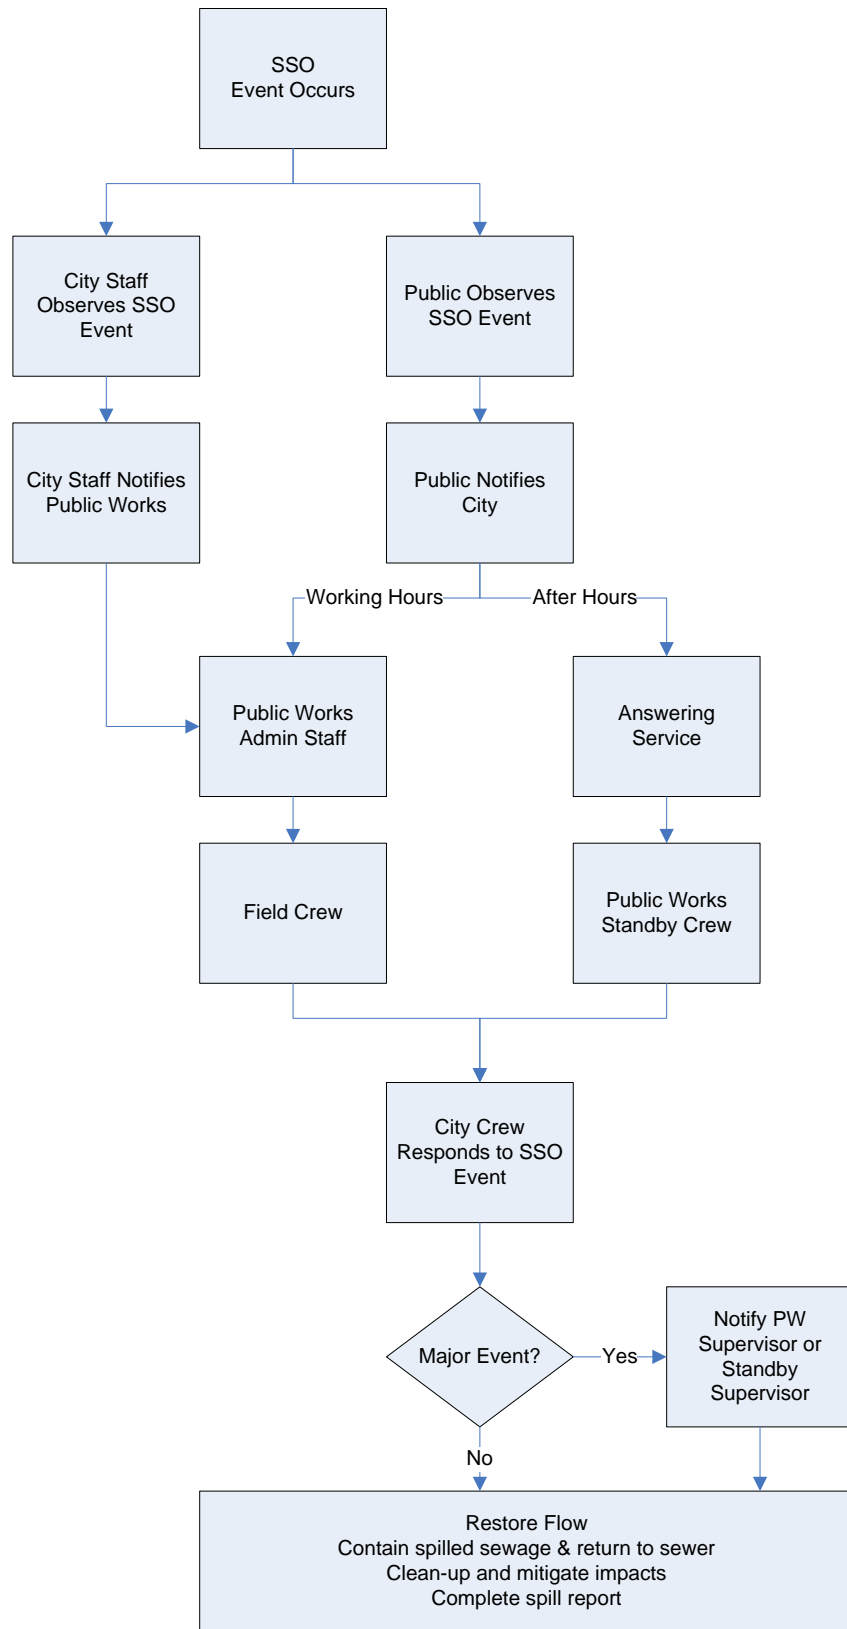 SSO
Event Occurs
City Staff
Observes SSO
Event
Public Observes
SSO Event
City Staff Notifies
Public Works
Public Notifies
City
Working Hours
After Hours
Public Works
Admin Staff
Answering
Service
Field Crew
Public Works
Standby Crew
City Crew
Responds to SSO
Event
Major Event?
Yes
Notify PW
Supervisor or
Standby
Supervisor
No
Restore Flow
Contain spilled sewage & return to sewer
Clean-up and mitigate impacts
Complete spill report